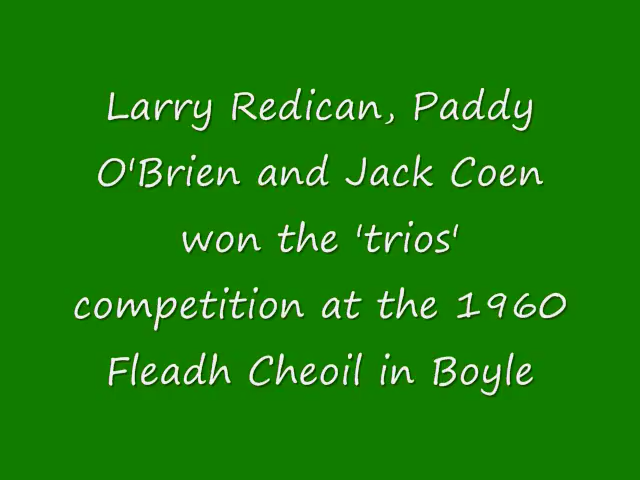 Larry Redican, Paddy
O'Brien and Jack Coen
won the 'trios'
competition at the 1960
Fleadh Cheoil in Boyle